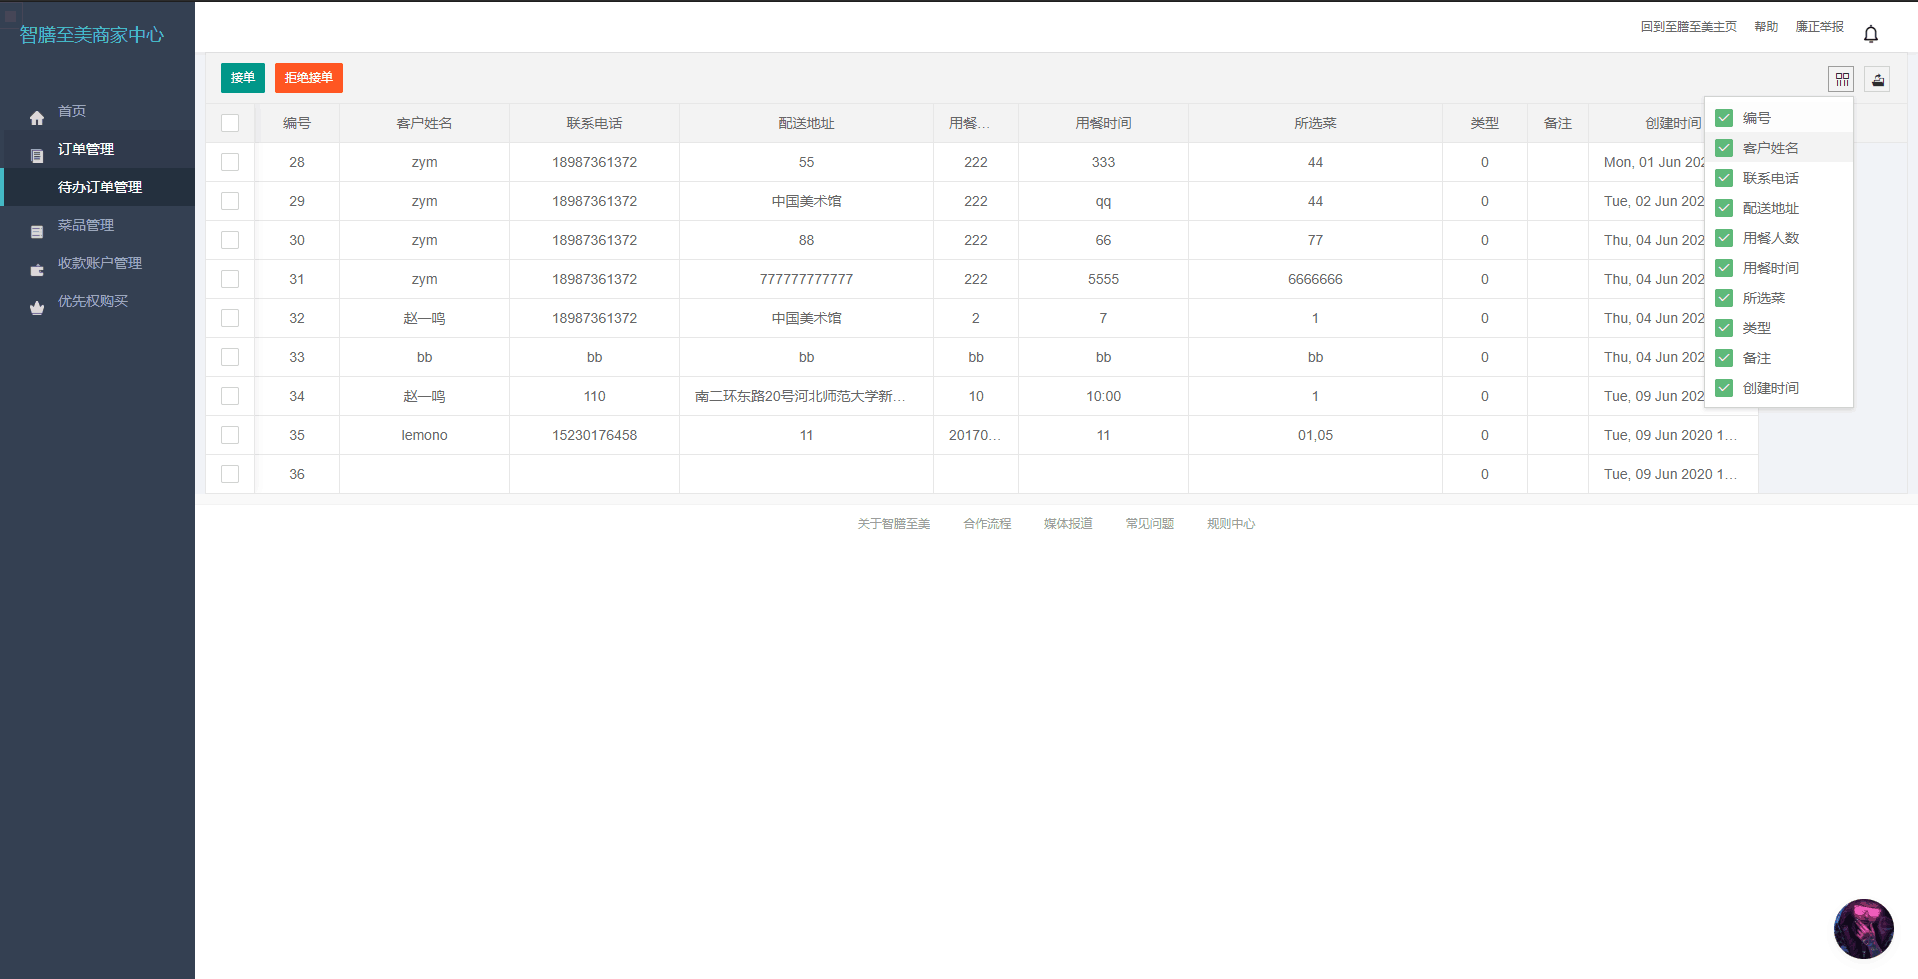 智膳至美商家中心
回到至膳至美主页 帮助 廉正举报
首页
订单管理
待办订单管理
菜品管理
收款账户管理
优先权购买
接单 拒绝接单
编号 客户姓名 联系电话 配送地址 用餐... 用餐时间 所选菜 类型 备注 创建时间
28 zym 18987361372 55 222 333 44 0 Mon, 01 Jun 202
29 zym 18987361372 中国美术馆 222 qq 44 0 Tue, 02 Jun 202
30 zym 18987361372 88 222 66 77 0 Thu, 04 Jun 202
31 zym 18987361372 777777777777 222 5555 6666666 0 Thu, 04 Jun 202
32 赵一鸣 18987361372 中国美术馆 2 7 1 0 Thu, 04 Jun 202
33 bb bb bb bb bb bb 0 Thu, 04 Jun 202
34 赵一鸣 110 南二环东路20号河北师范大学新... 10 10:00 1 0 Tue, 09 Jun 202
35 lemono 15230176458 11 20170... 11 01,05 0 Tue, 09 Jun 2020 1...
36 0 Tue, 09 Jun 2020 1...
编号
客户姓名
联系电话
配送地址
用餐人数
用餐时间
所选菜
类型
备注
创建时间
关于智膳至美 合作流程 媒体报道 常见问题 规则中心